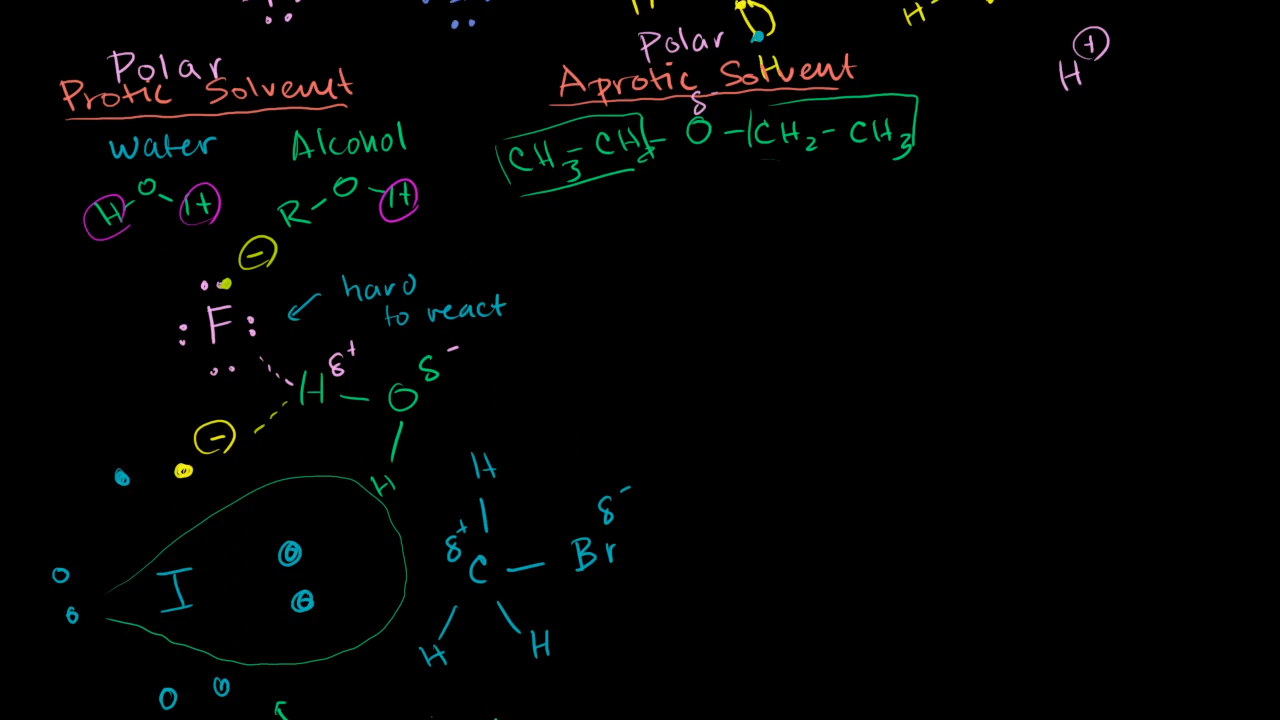 Polar
Protic Solvent
Water Alcohol
H O H
R O H
−
:F:
hard
to react
H δ+ — O δ−
H
−
I
H
δ+ C — Br δ−
H H
Polar
Aprotic Solvent
H
δ-
CH3 - CH2 - O - CH2 - CH3
H
H +